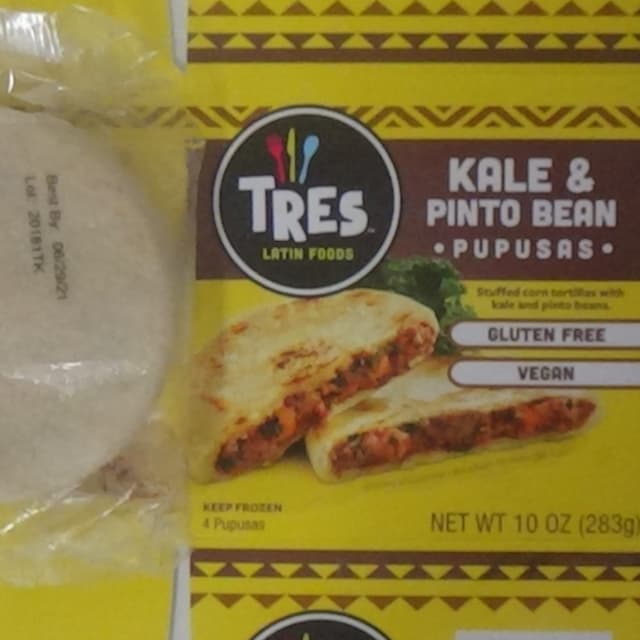 Best By: 06/29/21
Lot: 20181TK
TRES™
LATIN FOODS
KALE &
PINTO BEAN
• PUPUSAS •
Stuffed corn tortillas with
kale and pinto beans.
GLUTEN FREE
VEGAN
KEEP FROZEN
4 Pupusas
NET WT 10 OZ (283g)